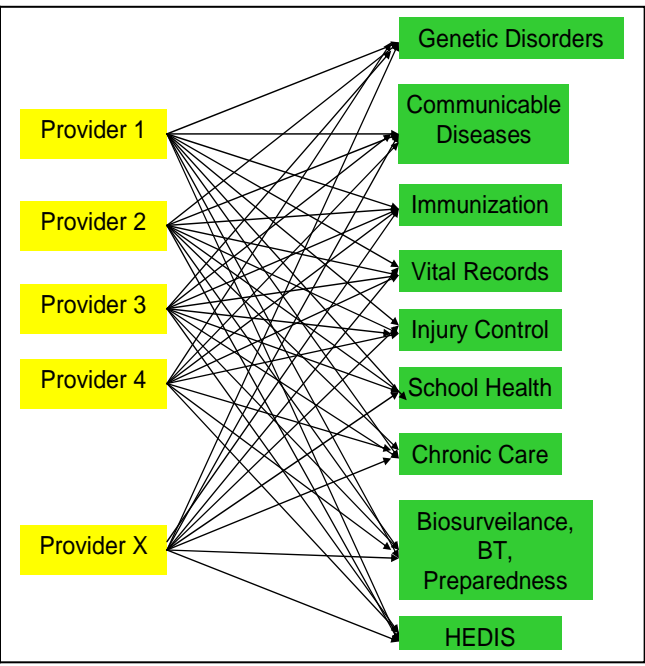 Genetic Disorders
Provider 1
Communicable
Diseases
Provider 2
Immunization
Vital Records
Provider 3
Injury Control
Provider 4
School Health
Chronic Care
Provider X
Biosurveilance,
BT,
Preparedness
HEDIS